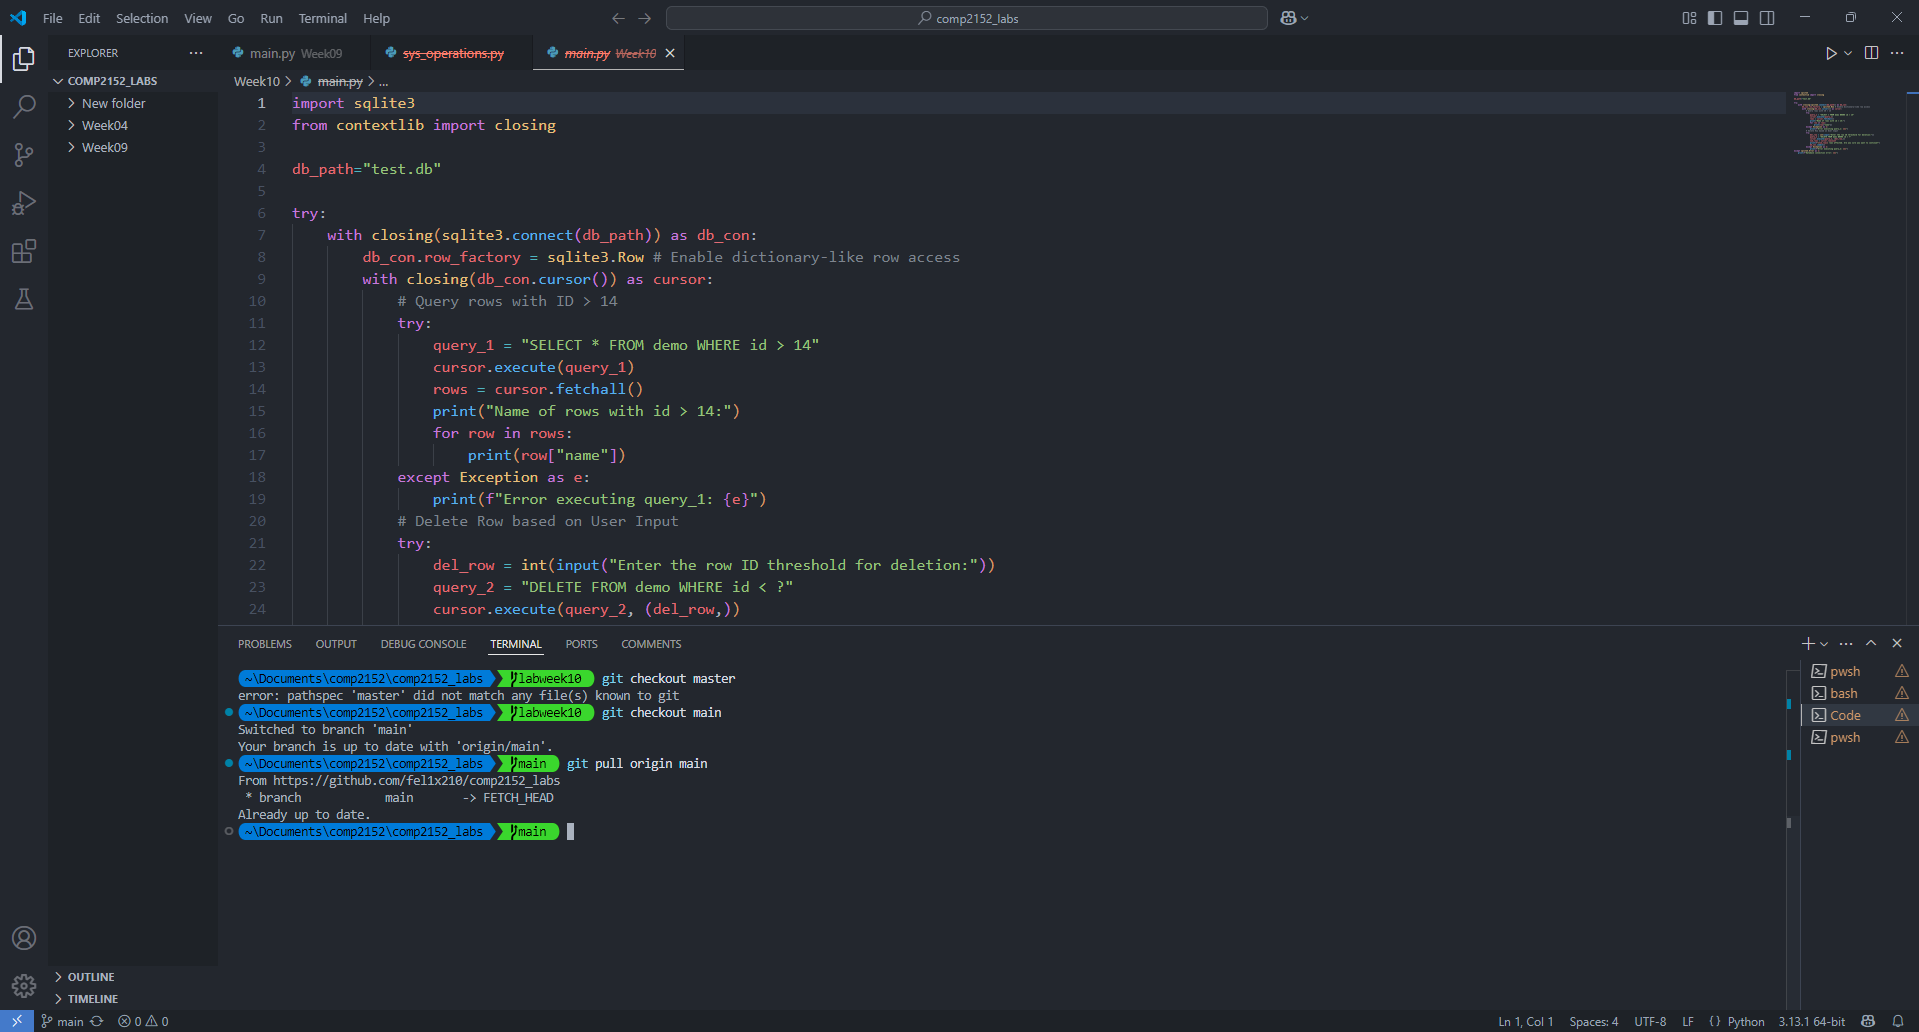 File Edit Selection View Go Run Terminal Help
comp2152_labs
EXPLORER
main.py Week09
sys_operations.py
main.py Week10
COMP2152_LABS
New folder
Week04
Week09
Week10 > main.py > ...
1 import sqlite3
2 from contextlib import closing
3
4 db_path="test.db"
5
6 try:
7 with closing(sqlite3.connect(db_path)) as db_con:
8 db_con.row_factory = sqlite3.Row # Enable dictionary-like row access
9 with closing(db_con.cursor()) as cursor:
10 # Query rows with ID > 14
11 try:
12 query_1 = "SELECT * FROM demo WHERE id > 14"
13 cursor.execute(query_1)
14 rows = cursor.fetchall()
15 print("Name of rows with id > 14:")
16 for row in rows:
17 print(row["name"])
18 except Exception as e:
19 print(f"Error executing query_1: {e}")
20 # Delete Row based on User Input
21 try:
22 del_row = int(input("Enter the row ID threshold for deletion:"))
23 query_2 = "DELETE FROM demo WHERE id < ?"
24 cursor.execute(query_2, (del_row,))
PROBLEMS OUTPUT DEBUG CONSOLE TERMINAL PORTS COMMENTS
~\Documents\comp2152\comp2152_labs labweek10 git checkout master
error: pathspec 'master' did not match any file(s) known to git
~\Documents\comp2152\comp2152_labs labweek10 git checkout main
Switched to branch 'main'
Your branch is up to date with 'origin/main'.
~\Documents\comp2152\comp2152_labs main git pull origin main
From https://github.com/fel1x210/comp2152_labs
* branch main -> FETCH_HEAD
Already up to date.
~\Documents\comp2152\comp2152_labs main
pwsh
bash
Code
pwsh
OUTLINE
TIMELINE
main 0 0 Ln 1, Col 1 Spaces: 4 UTF-8 LF {} Python 3.13.1 64-bit